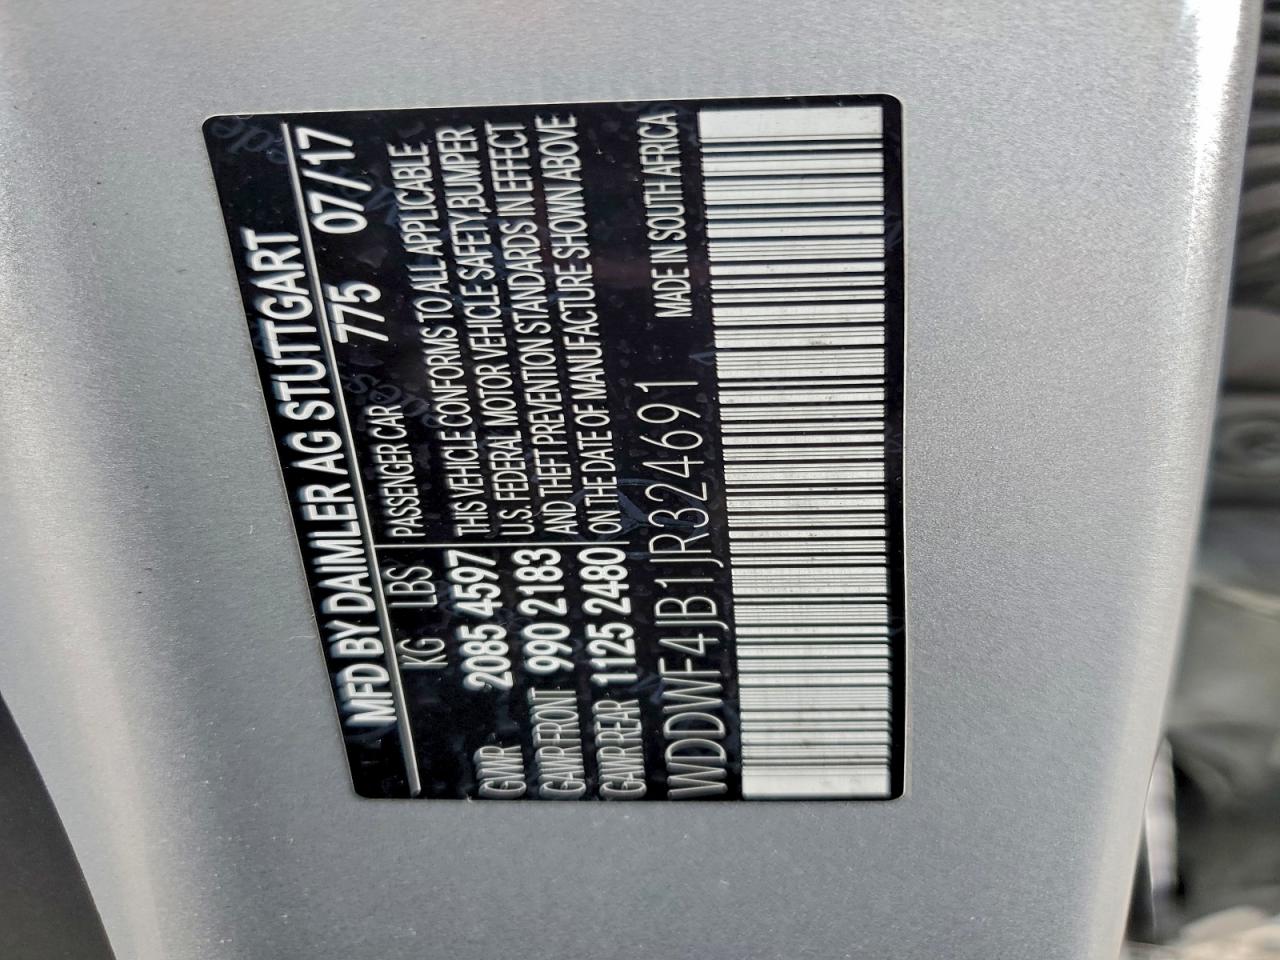 MFD BY DAIMLER AG STUTTGART
775 07/17
KG LBS PASSENGER CAR
GVWR 2085 4597 THIS VEHICLE CONFORMS TO ALL APPLICABLE
GAWR FRONT 990 2183 U.S. FEDERAL MOTOR VEHICLE SAFETY,BUMPER
GAWR REAR 1125 2480 AND THEFT PREVENTION STANDARDS IN EFFECT
ON THE DATE OF MANUFACTURE SHOWN ABOVE
WDDWF4JB1JR324691 MADE IN SOUTH AFRICA